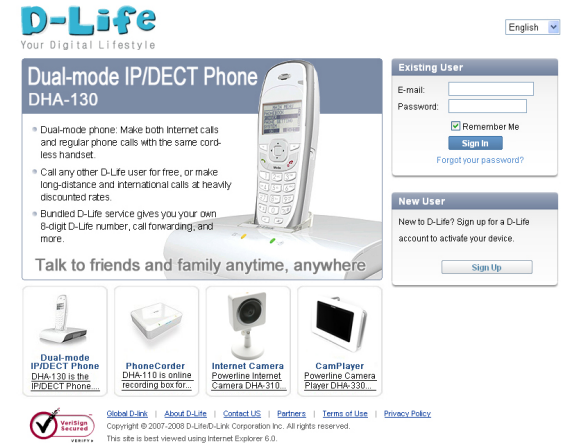 D-Life
Your Digital Lifestyle
English
Dual-mode IP/DECT Phone
DHA-130
Dual-mode phone: Make both Internet calls
and regular phone calls with the same cord-
less handset.
Call any other D-Life user for free, or make
long-distance and international calls at heavily
discounted rates.
Bundled D-Life service gives you your own
8-digit D-Life number, call forwarding, and
more.
Talk to friends and family anytime, anywhere
Existing User
E-mail:
Password:
Remember Me
Sign In
Forgot your password?
New User
New to D-Life? Sign up for a D-Life
account to activate your device.
Sign Up
Dual-mode
IP/DECT Phone
DHA-130 is the
IP/DECT Phone....
PhoneCorder
DHA-110 is online
recording box for...
Internet Camera
Powerline Internet
Camera DHA-310...
CamPlayer
Powerline Camera
Player DHA-330...
VeriSign
Secured
VERIFY
Global D-link | About D-Life | Contact US | Partners | Terms of Use | Privacy Policy
Copyright © 2007-2008 D-Life/D-Link Corporation Inc. All rights reserved.
This site is best viewed using Internet Explorer 6.0.